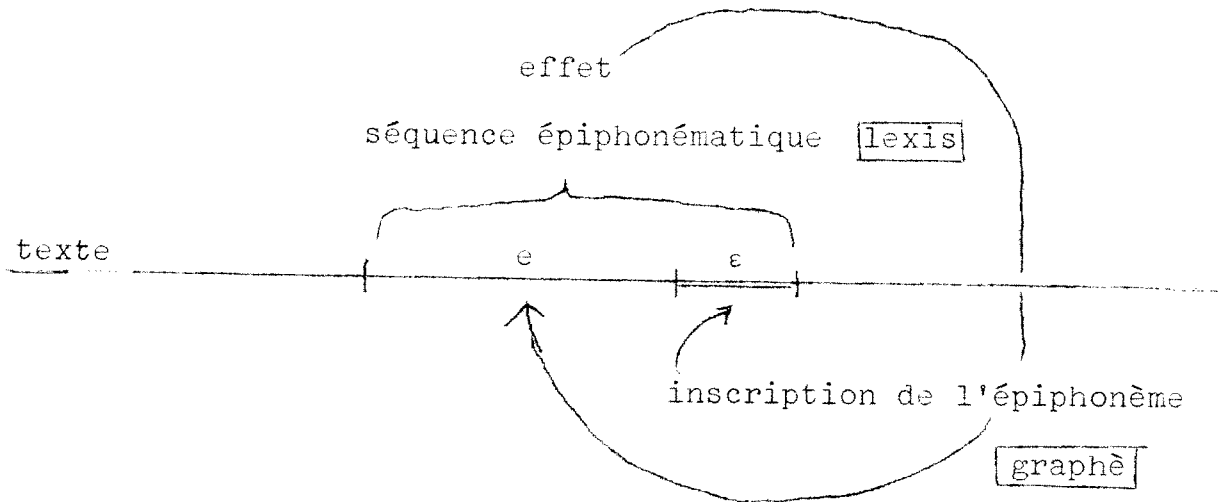 effet
séquence épiphonématique lexis
texte
e ε
inscription de l'épiphonème
graphè